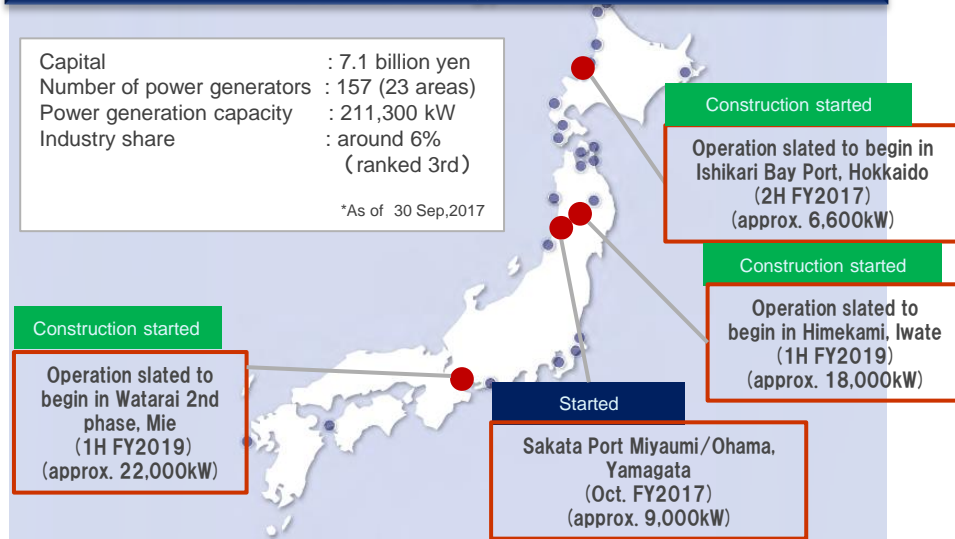 Capital : 7.1 billion yen
Number of power generators : 157 (23 areas)
Power generation capacity : 211,300 kW
Industry share : around 6%
（ranked 3rd）
*As of 30 Sep,2017
Construction started
Operation slated to begin in
Ishikari Bay Port, Hokkaido
(2H FY2017)
(approx. 6,600kW)
Construction started
Operation slated to
begin in Himekami, Iwate
(1H FY2019)
(approx. 18,000kW)
Construction started
Operation slated to
begin in Watarai 2nd
phase, Mie
(1H FY2019)
(approx. 22,000kW)
Started
Sakata Port Miyaumi/Ohama,
Yamagata
(Oct. FY2017)
(approx. 9,000kW)